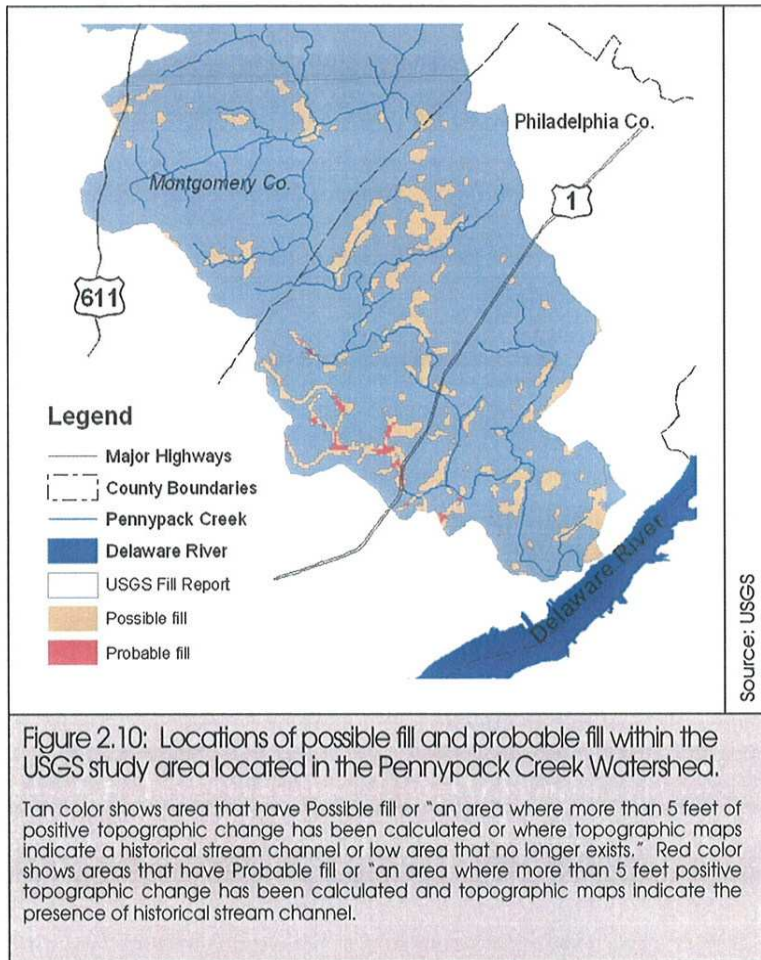 Philadelphia Co.
Montgomery Co.
1
611
Legend
Major Highways
County Boundaries
Pennypack Creek
Delaware River
USGS Fill Report
Possible fill
Probable fill
Delaware River
Source: USGS
Figure 2.10: Locations of possible fill and probable fill within the
USGS study area located in the Pennypack Creek Watershed.
Tan color shows area that have Possible fill or “an area where more than 5 feet of
positive topographic change has been calculated or where topographic maps
indicate a historical stream channel or low area that no longer exists.” Red color
shows areas that have Probable fill or “an area where more than 5 feet positive
topographic change has been calculated and topographic maps indicate the
presence of historical stream channel.